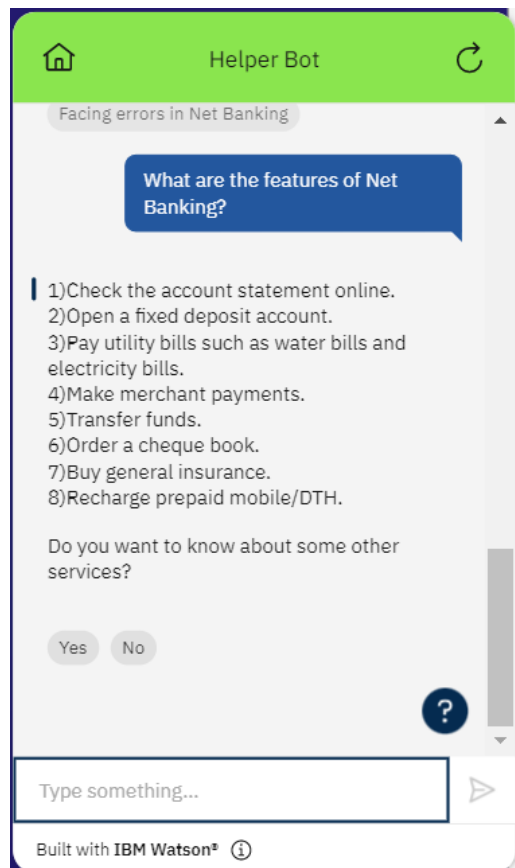 Helper Bot
Facing errors in Net Banking
What are the features of Net
Banking?
1)Check the account statement online.
2)Open a fixed deposit account.
3)Pay utility bills such as water bills and
electricity bills.
4)Make merchant payments.
5)Transfer funds.
6)Order a cheque book.
7)Buy general insurance.
8)Recharge prepaid mobile/DTH.
Do you want to know about some other
services?
Yes No
?
Type something...
Built with IBM Watson®